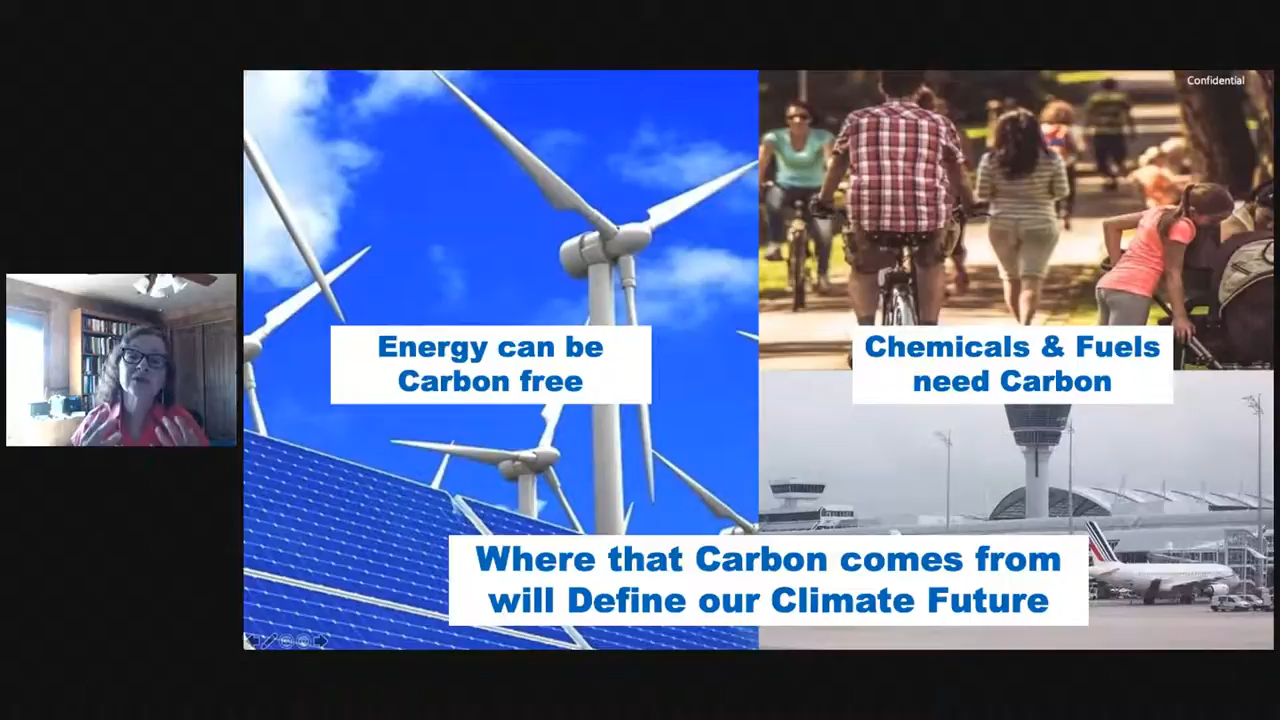 Confidential
Energy can be
Carbon free
Chemicals & Fuels
need Carbon
Where that Carbon comes from
will Define our Climate Future